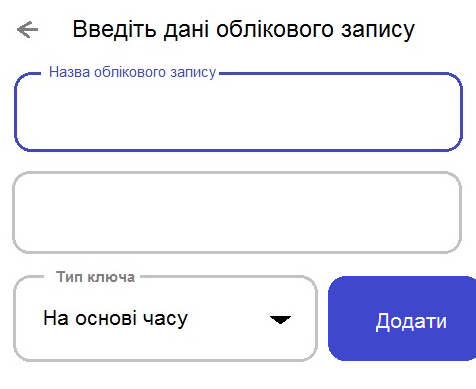 Введіть дані облікового запису
Назва облікового запису
Тип ключа
На основі часу
Додати